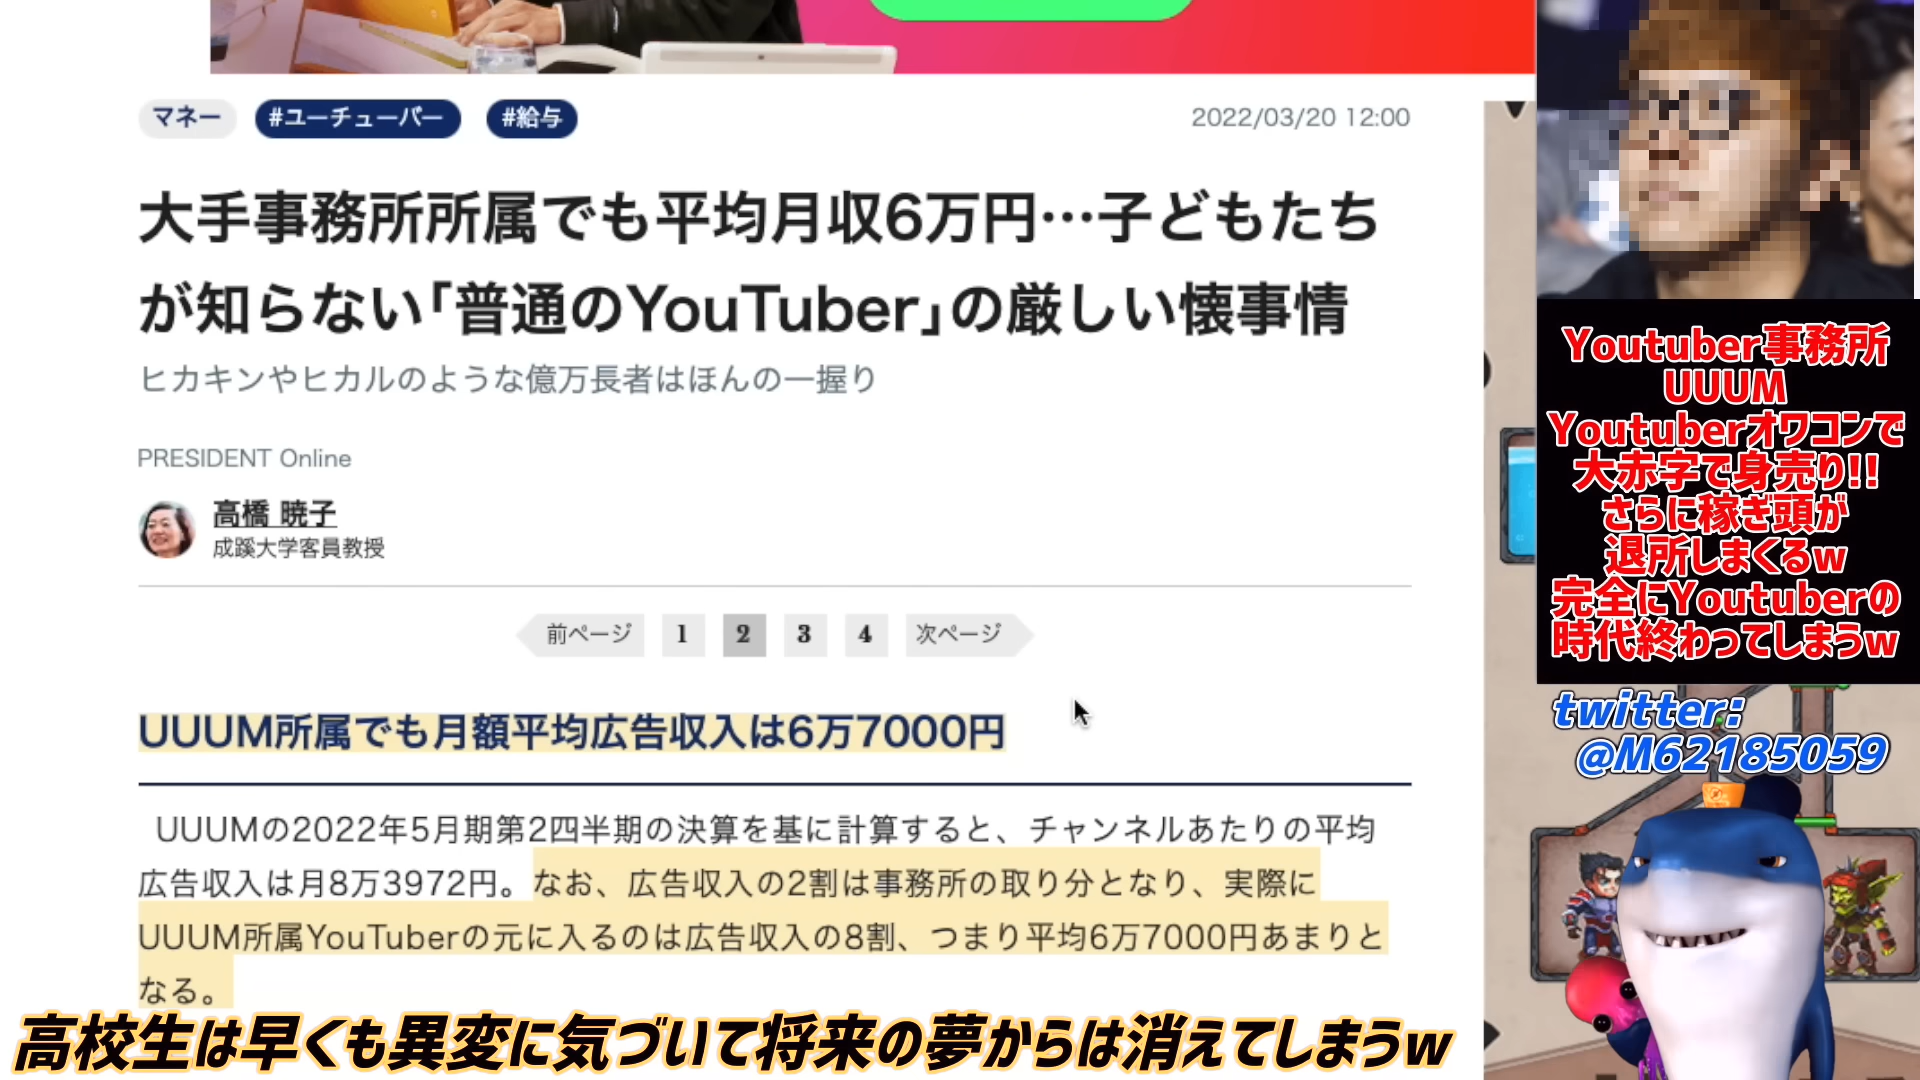 マネー
#ユーチューバー
#給与
2022/03/20 12:00
大手事務所所属でも平均月収6万円…子どもたち
が知らない「普通のYouTuber」の厳しい懐事情
ヒカキンやヒカルのような億万長者はほんの一握り
PRESIDENT Online
高橋 暁子
成蹊大学客員教授
前ページ 1 2 3 4 次ページ
UUUM所属でも月額平均広告収入は6万7000円
UUUMの2022年5月期第2四半期の決算を基に計算すると、チャンネルあたりの平均
広告収入は月8万3972円。なお、広告収入の2割は事務所の取り分となり、実際に
UUUM所属YouTuberの元に入るのは広告収入の8割、つまり平均6万7000円あまりと
なる。
高校生は早くも異変に気づいて将来の夢からは消えてしまうw
Youtuber事務所
UUUM
Youtuberオワコンで
大赤字で身売り!!
さらに稼ぎ頭が
退所しまくるw
完全にYoutuberの
時代終わってしまうw
twitter:
@M62185059